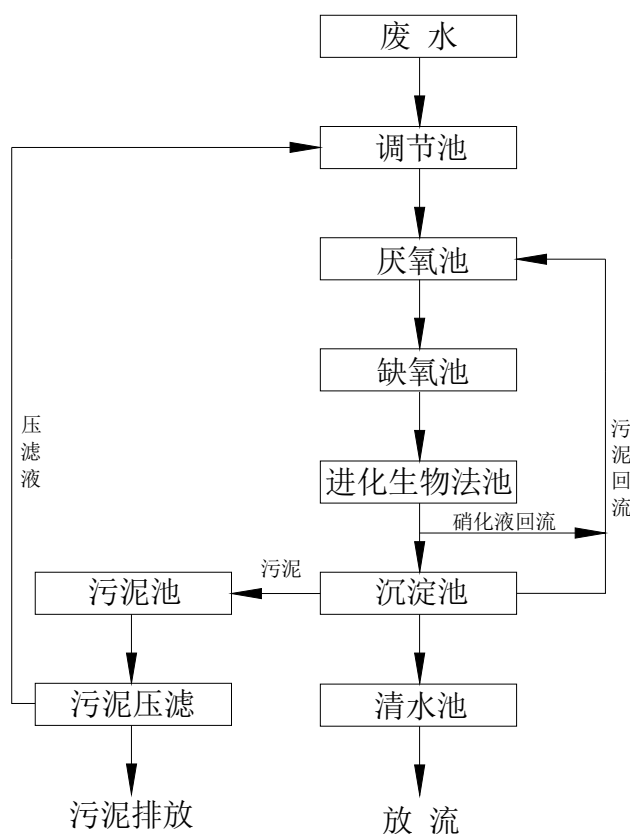 废 水
调节池
厌氧池
缺氧池
压滤液
污泥回流
进化生物法池
硝化液回流
污泥
污泥池
沉淀池
污泥压滤
清水池
污泥排放
放 流